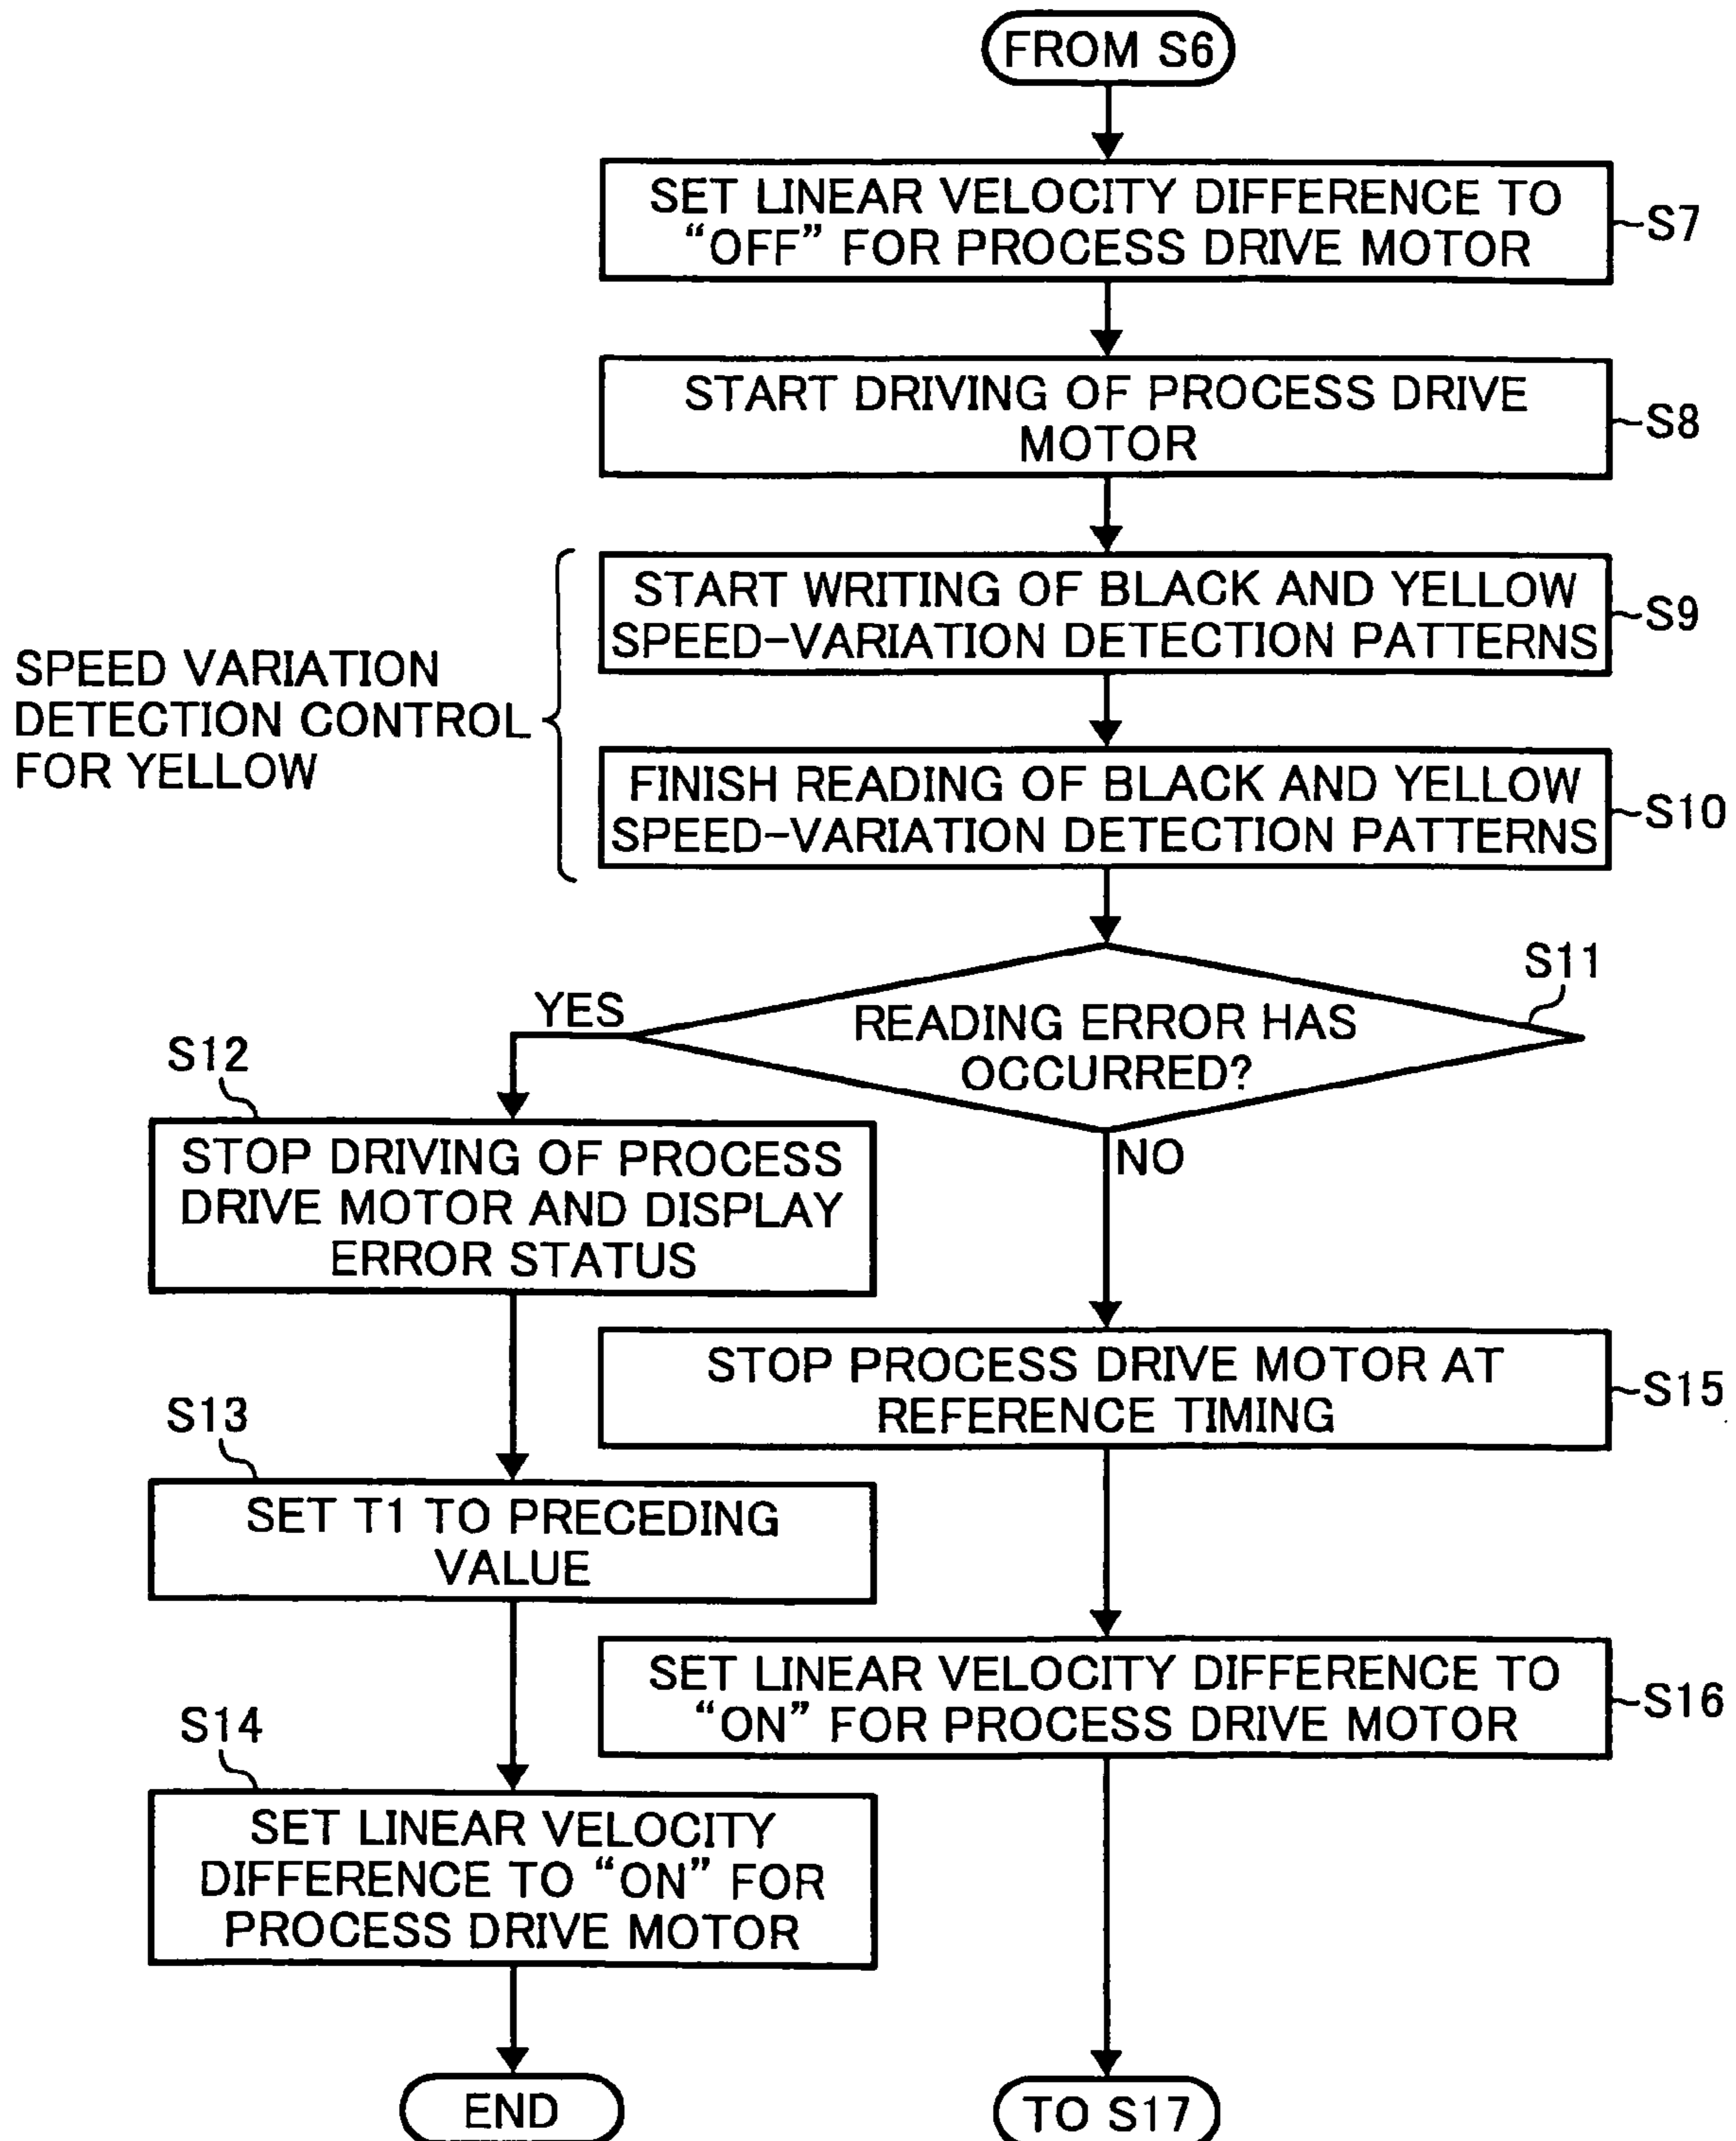 FROM S6
SET LINEAR VELOCITY DIFFERENCE TO
“OFF” FOR PROCESS DRIVE MOTOR
S7
START DRIVING OF PROCESS DRIVE
MOTOR
S8
SPEED VARIATION
DETECTION CONTROL
FOR YELLOW
START WRITING OF BLACK AND YELLOW
SPEED-VARIATION DETECTION PATTERNS
S9
FINISH READING OF BLACK AND YELLOW
SPEED-VARIATION DETECTION PATTERNS
S10
S11
READING ERROR HAS
OCCURRED?
YES
NO
S12
STOP DRIVING OF PROCESS
DRIVE MOTOR AND DISPLAY
ERROR STATUS
S13
SET T1 TO PRECEDING
VALUE
S14
SET LINEAR VELOCITY
DIFFERENCE TO “ON” FOR
PROCESS DRIVE MOTOR
END
STOP PROCESS DRIVE MOTOR AT
REFERENCE TIMING
S15
SET LINEAR VELOCITY DIFFERENCE TO
“ON” FOR PROCESS DRIVE MOTOR
S16
TO S17